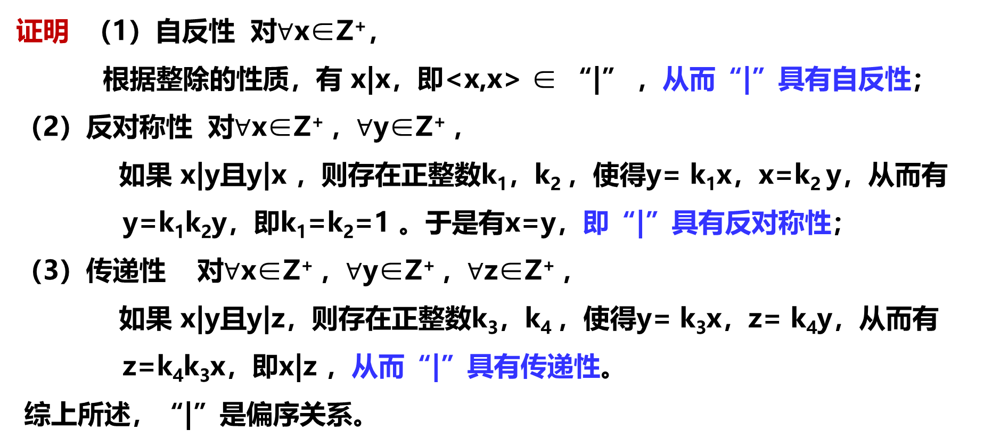 证明 （1）自反性 对∀x∈Z⁺，
根据整除的性质，有 x|x，即<x,x> ∈ “|” ，从而“|”具有自反性；
（2）反对称性 对∀x∈Z⁺ ，∀y∈Z⁺ ，
如果 x|y且y|x ，则存在正整数k₁，k₂ ，使得y= k₁x，x=k₂ y，从而有
y=k₁k₂y，即k₁=k₂=1 。于是有x=y，即“|”具有反对称性；
（3）传递性 对∀x∈Z⁺ ，∀y∈Z⁺ ，∀z∈Z⁺ ，
如果 x|y且y|z，则存在正整数k₃，k₄ ，使得y= k₃x，z= k₄y，从而有
z=k₄k₃x，即x|z ，从而“|”具有传递性。
综上所述，“|”是偏序关系。